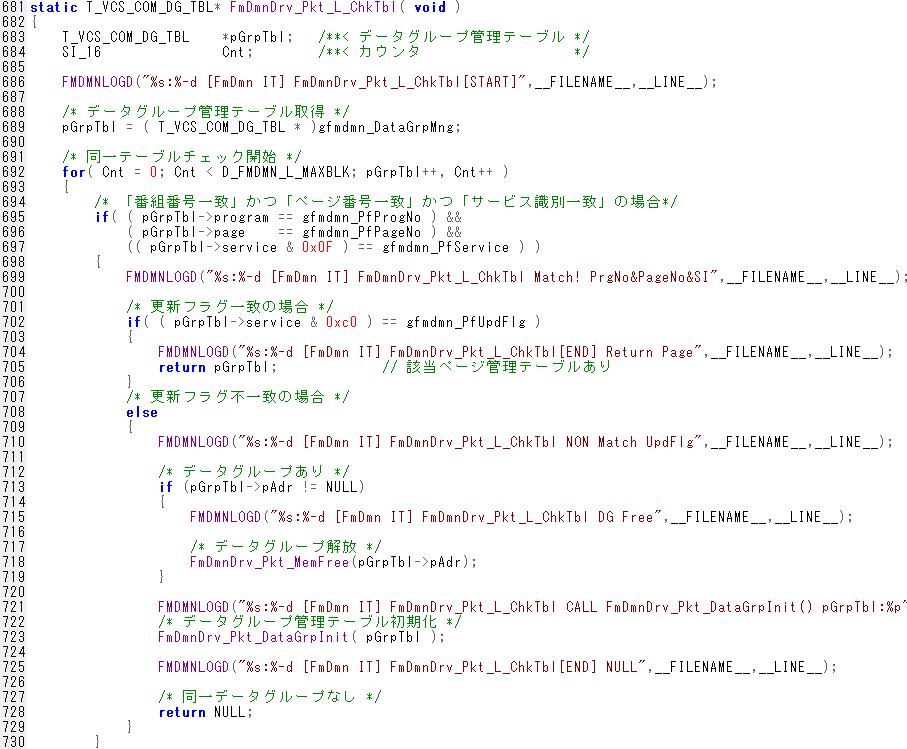 681 static T_VCS_COM_DG_TBL* FmDmnDrv_Pkt_L_ChkTbl( void )
682 {
683     T_VCS_COM_DG_TBL    *pGrpTbl;   /**< データグループ管理テーブル */
684     SI_16               Cnt;        /**< カウンタ                   */
685
686     FMDMNLOGD("%s:%-d [FmDmn IT] FmDmnDrv_Pkt_L_ChkTbl[START]",__FILENAME__,__LINE__);
687
688     /* データグループ管理テーブル取得 */
689     pGrpTbl = ( T_VCS_COM_DG_TBL * )gfmdmn_DataGrpMng;
690
691     /* 同一テーブルチェック開始 */
692     for( Cnt = 0; Cnt < D_FMDMN_L_MAXBLK; pGrpTbl++, Cnt++ )
693     {
694         /* 「番組番号一致」かつ「ページ番号一致」かつ「サービス識別一致」の場合*/
695         if( ( pGrpTbl->program == gfmdmn_PfProgNo ) &&
696             ( pGrpTbl->page    == gfmdmn_PfPageNo ) &&
697             (( pGrpTbl->service & 0x0F ) == gfmdmn_PfService ) )
698         {
699             FMDMNLOGD("%s:%-d [FmDmn IT] FmDmnDrv_Pkt_L_ChkTbl Match! PrgNo&PageNo&SI",__FILENAME__,__LINE__);
700
701             /* 更新フラグ一致の場合 */
702             if( ( pGrpTbl->service & 0xc0 ) == gfmdmn_PfUpdFlg )
703             {
704                 FMDMNLOGD("%s:%-d [FmDmn IT] FmDmnDrv_Pkt_L_ChkTbl[END] Return Page",__FILENAME__,__LINE__);
705                 return pGrpTbl;             // 該当ページ管理テーブルあり
706             }
707             /* 更新フラグ不一致の場合 */
708             else
709             {
710                 FMDMNLOGD("%s:%-d [FmDmn IT] FmDmnDrv_Pkt_L_ChkTbl NON Match UpdFlg",__FILENAME__,__LINE__);
711
712                 /* データグループあり */
713                 if (pGrpTbl->pAdr != NULL)
714                 {
715                     FMDMNLOGD("%s:%-d [FmDmn IT] FmDmnDrv_Pkt_L_ChkTbl DG Free",__FILENAME__,__LINE__);
716
717                     /* データグループ解放 */
718                     FmDmnDrv_Pkt_MemFree(pGrpTbl->pAdr);
719                 }
720
721                 FMDMNLOGD("%s:%-d [FmDmn IT] FmDmnDrv_Pkt_L_ChkTbl CALL FmDmnDrv_Pkt_DataGrpInit() pGrpTbl:%p
722                 /* データグループ管理テーブル初期化 */
723                 FmDmnDrv_Pkt_DataGrpInit( pGrpTbl );
724
725                 FMDMNLOGD("%s:%-d [FmDmn IT] FmDmnDrv_Pkt_L_ChkTbl[END] NULL",__FILENAME__,__LINE__);
726
727                 /* 同一データグループなし */
728                 return NULL;
729             }
730         }